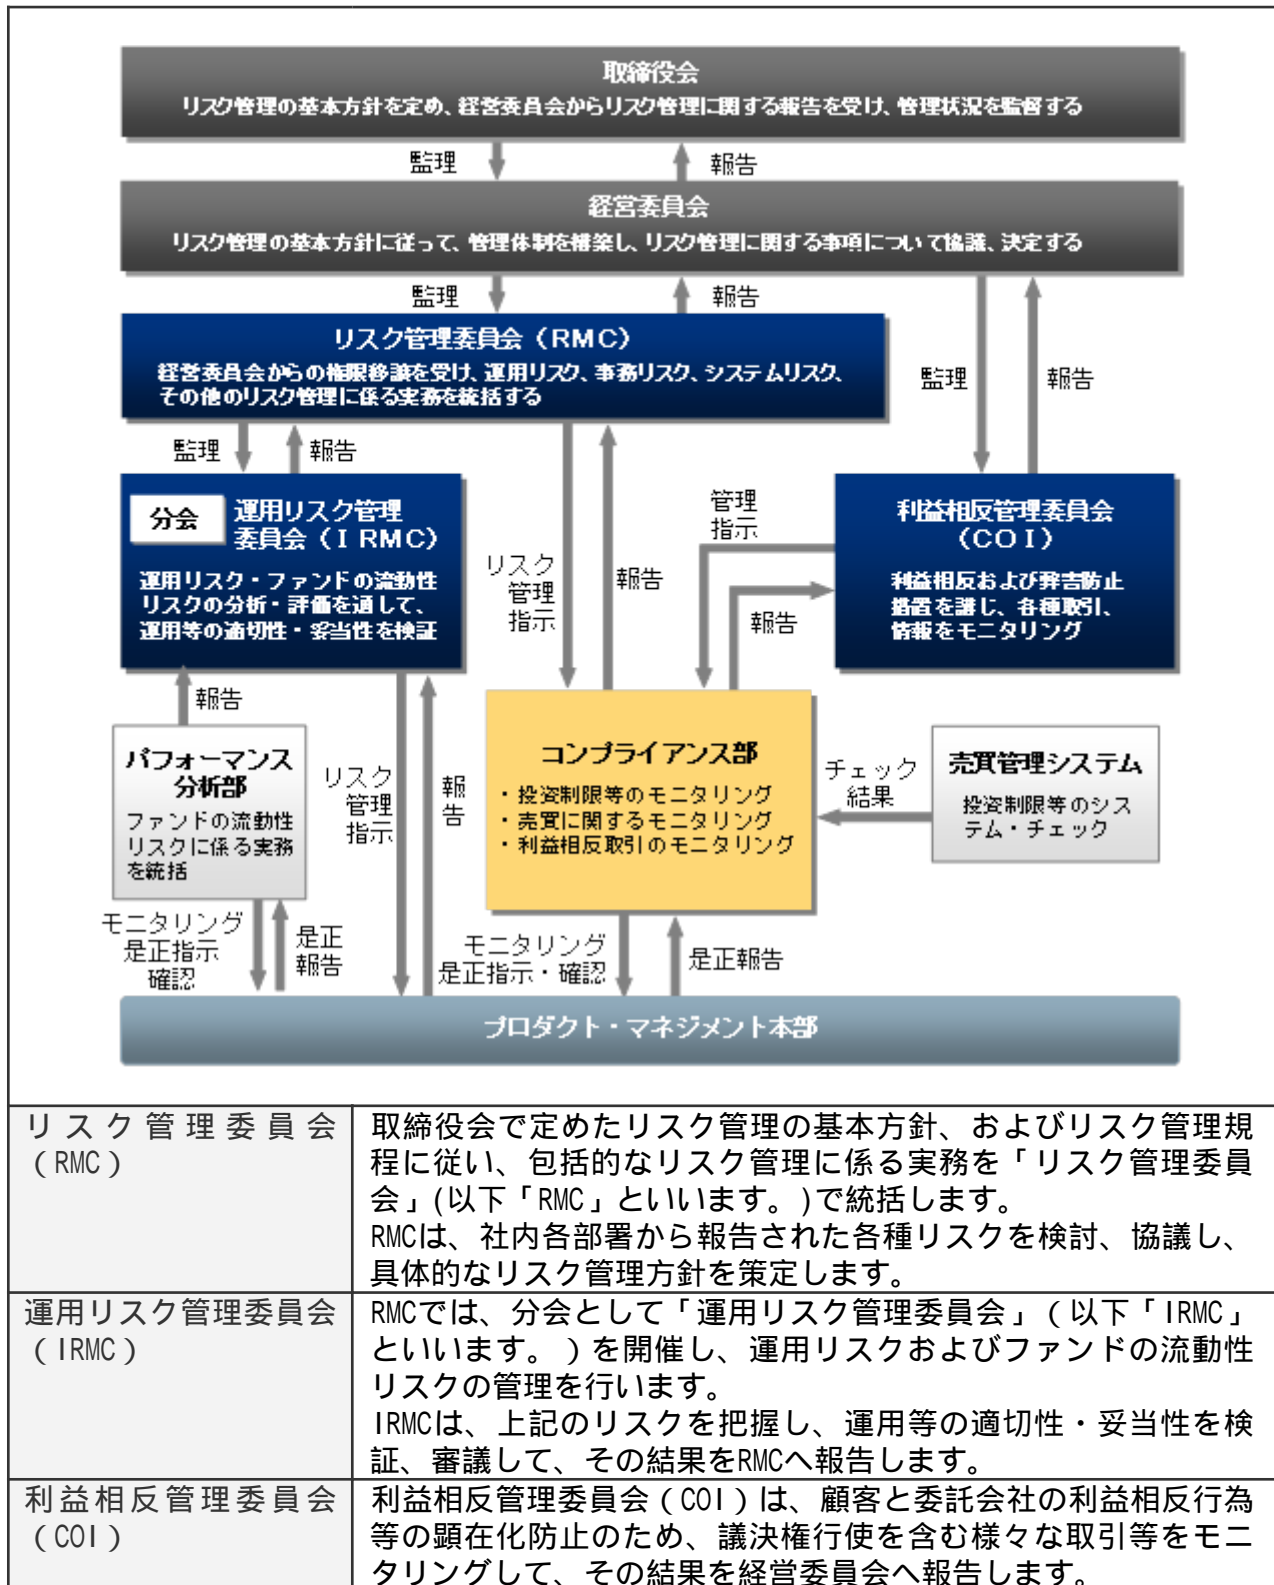 取締役会
リスク管理の基本方針を定め、経営委員会からリスク管理に関する報告を受け、管理状況を監督する
監理
報告
経営委員会
リスク管理の基本方針に従って、管理体制を構築し、リスク管理に関する事項について協議、決定する
監理
報告
リスク管理委員会（RMC）
経営委員会からの権限移譲を受け、運用リスク、事務リスク、システムリスク、
その他のリスク管理に係る実務を統括する
監理
報告
監理
報告
分会
運用リスク管理
委員会（IRMC）
運用リスク・ファンドの流動性
リスクの分析・評価を通して、
運用等の適切性・妥当性を検証
リスク
管理
指示
報告
管理
指示
報告
利益相反管理委員会
（COI）
利益相反および弊害防止
措置を講じ、各種取引、
情報をモニタリング
報告
パフォーマンス
分析部
ファンドの流動性
リスクに係る実務
を統括
リスク
管理
指示
報
告
コンプライアンス部
・投資制限等のモニタリング
・売買に関するモニタリング
・利益相反取引のモニタリング
チェック
結果
売買管理システム
投資制限等のシス
テム・チェック
モニタリング
是正指示
確認
是正
報告
モニタリング
是正指示・確認
是正報告
プロダクト・マネジメント本部
リスク管理委員会
（RMC）
取締役会で定めたリスク管理の基本方針、およびリスク管理規
程に従い、包括的なリスク管理に係る実務を「リスク管理委員
会」(以下「RMC」といいます。)で統括します。
RMCは、社内各部署から報告された各種リスクを検討、協議し、
具体的なリスク管理方針を策定します。
運用リスク管理委員会
（IRMC）
RMCでは、分会として「運用リスク管理委員会」（以下「IRMC」
といいます。）を開催し、運用リスクおよびファンドの流動性
リスクの管理を行います。
IRMCは、上記のリスクを把握し、運用等の適切性・妥当性を検
証、審議して、その結果をRMCへ報告します。
利益相反管理委員会
（COI）
利益相反管理委員会（COI）は、顧客と委託会社の利益相反行為
等の顕在化防止のため、議決権行使を含む様々な取引等をモニ
タリングして、その結果を経営委員会へ報告します。